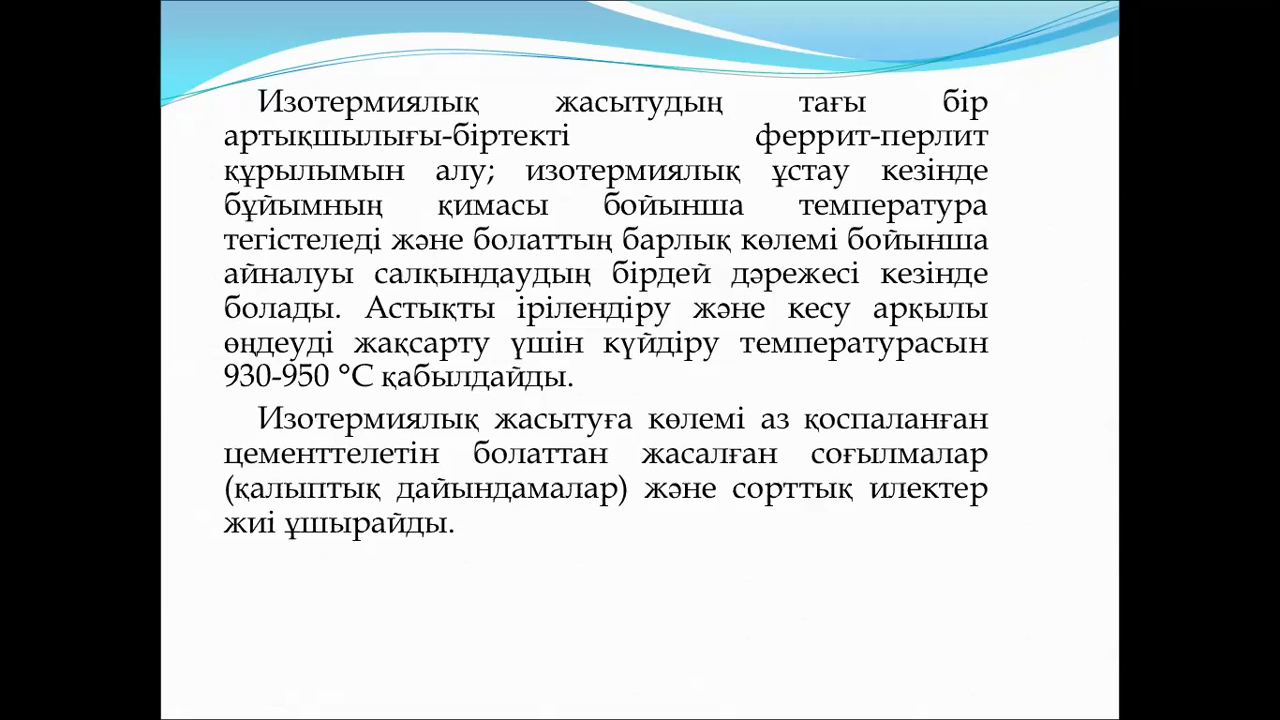 Изотермиялық жасытудың тағы бір
артықшылығы-біртекті феррит-перлит
құрылымын алу; изотермиялық ұстау кезінде
бұйымның қимасы бойынша температура
тегістеледі және болаттың барлық көлемі бойынша
айналуы салқындаудың бірдей дәрежесі кезінде
болады. Астықты ірілендіру және кесу арқылы
өңдеуді жақсарту үшін күйдіру температурасын
930-950 °C қабылдайды.
Изотермиялық жасытуға көлемі аз қоспаланған
цементтелетін болаттан жасалған соғылмалар
(қалыптық дайындамалар) және сорттық илектер
жиі ұшырайды.